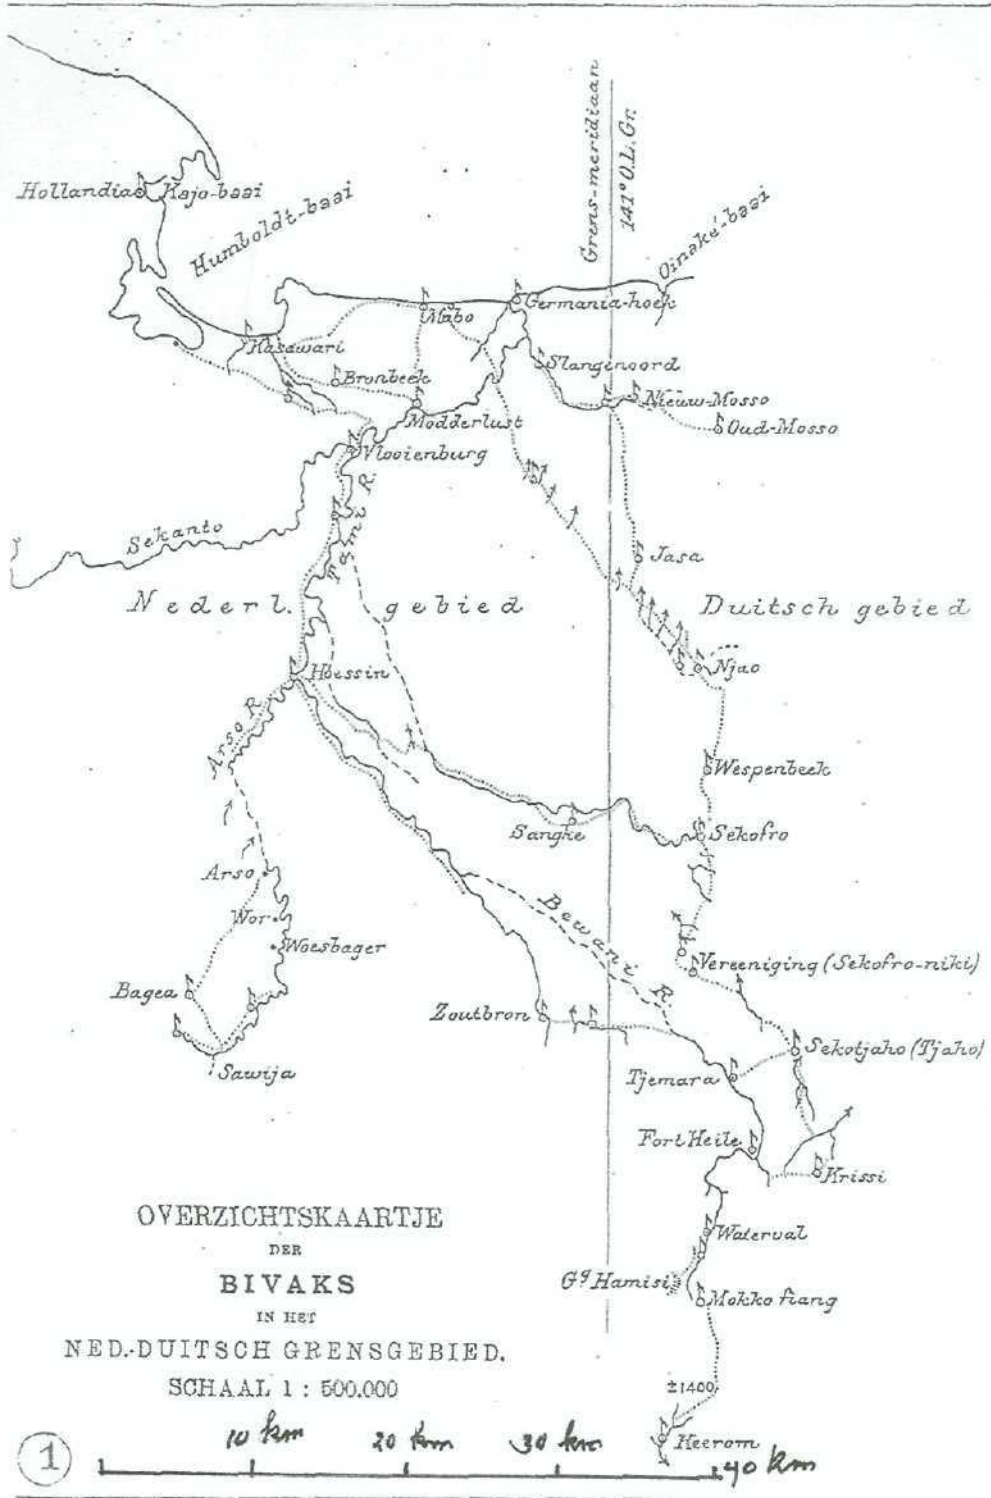 Grens-meridiaan
141° O.L.Gr.
Hollandia
Kajo-baai
Humboldt-baai
Oinaké-baai
Germania-hoek
Mabo
Kasawari
Slangenoord
Bronbeek
Nieuw-Mosso
Modderlust
Oud-Mosso
Vlooienburg
Sekanto
Tami R.
Jasa
Nederl. gebied
Duitsch gebied
Njao
Hoessin
Arso R.
Wespenbeek
Sangke
Sekofro
Arso
Bewani R.
Wor
Woesbager
Vereeniging (Sekofro-niki)
Bagea
Zoutbron
Sekotjaho (Tjaho)
Sawija
Tjemara
Fort Heile
Krissi
Waterval
Gg Hamisi
Mokko fiang
±1400
Keerom
OVERZICHTSKAARTJE
DER
BIVAKS
IN HET
NED.-DUITSCH GRENSGEBIED.
SCHAAL 1 : 500.000
10 km
20 km
30 km
40 km
1